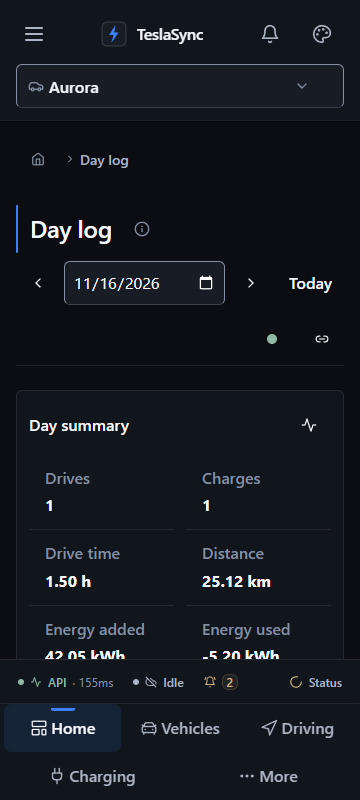 TeslaSync
Aurora
Day log
Day log
11/16/2026
Today
Day summary
Drives
Charges
1
1
Drive time
Distance
1.50 h
25.12 km
Energy added
Energy used
42.05 kWh
-5.20 kWh
API · 155ms
Idle
2
Status
Home
Vehicles
Driving
Charging
More